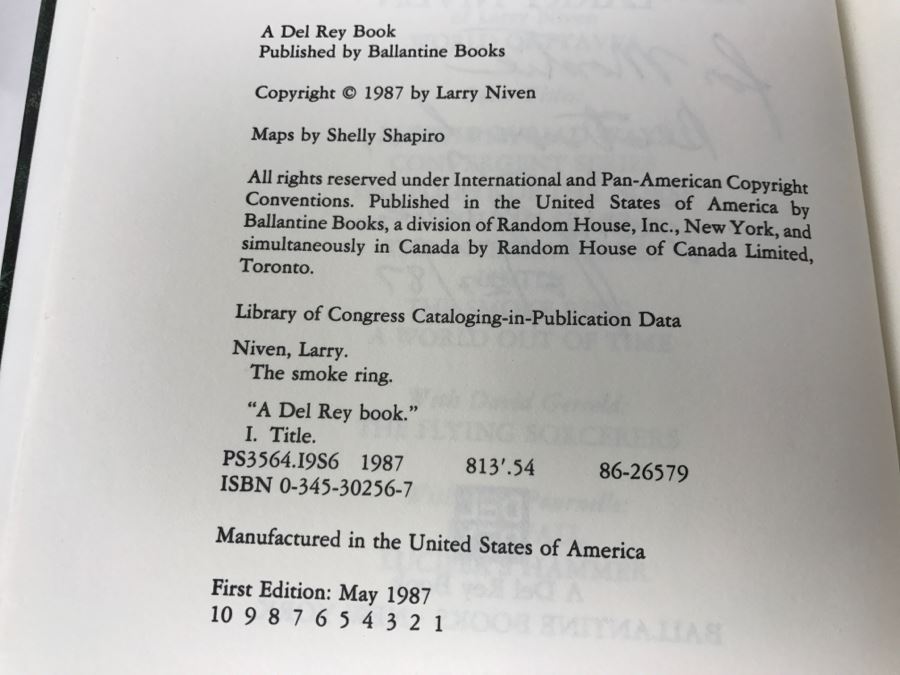 A Del Rey Book
Published by Ballantine Books
Copyright © 1987 by Larry Niven
Maps by Shelly Shapiro
All rights reserved under International and Pan-American Copyright
Conventions. Published in the United States of America by
Ballantine Books, a division of Random House, Inc., New York, and
simultaneously in Canada by Random House of Canada Limited,
Toronto.
Library of Congress Cataloging-in-Publication Data
Niven, Larry.
The smoke ring.
"A Del Rey book."
I. Title.
PS3564.I9S6 1987 813'.54 86-26579
ISBN 0-345-30256-7
Manufactured in the United States of America
First Edition: May 1987
10 9 8 7 6 5 4 3 2 1